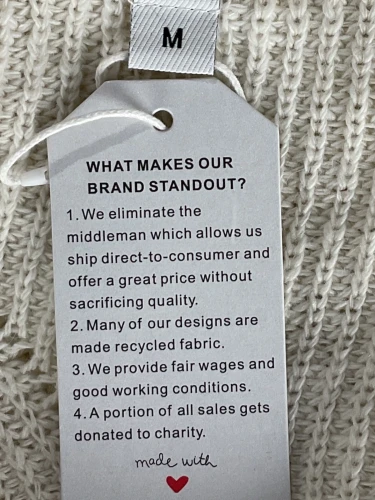 M
WHAT MAKES OUR
BRAND STANDOUT?
1. We eliminate the
middleman which allows us
ship direct-to-consumer and
offer a great price without
sacrificing quality.
2. Many of our designs are
made recycled fabric.
3. We provide fair wages and
good working conditions.
4. A portion of all sales gets
donated to charity.
made with